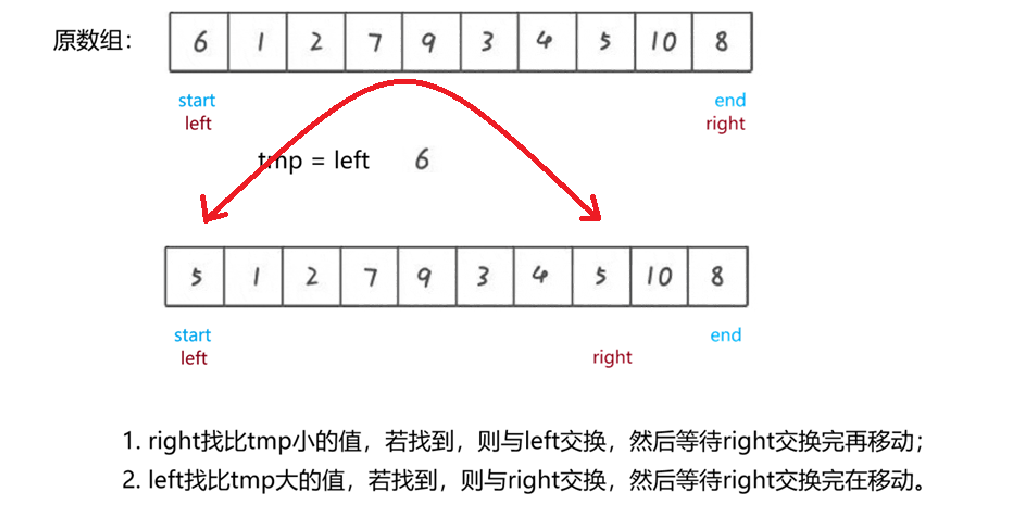 原数组： 6 1 2 7 9 3 4 5 10 8
start end
left right
tmp = left 6
5 1 2 7 9 3 4 5 10 8
start end
left right
1. right找比tmp小的值，若找到，则与left交换，然后等待right交换完再移动；
2. left找比tmp大的值，若找到，则与right交换，然后等待right交换完在移动。